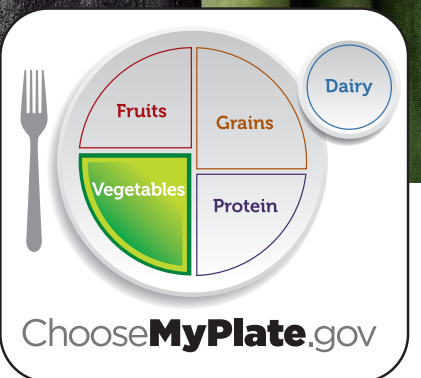 Dairy
Fruits
Grains
Vegetables
Protein
ChooseMyPlate.gov